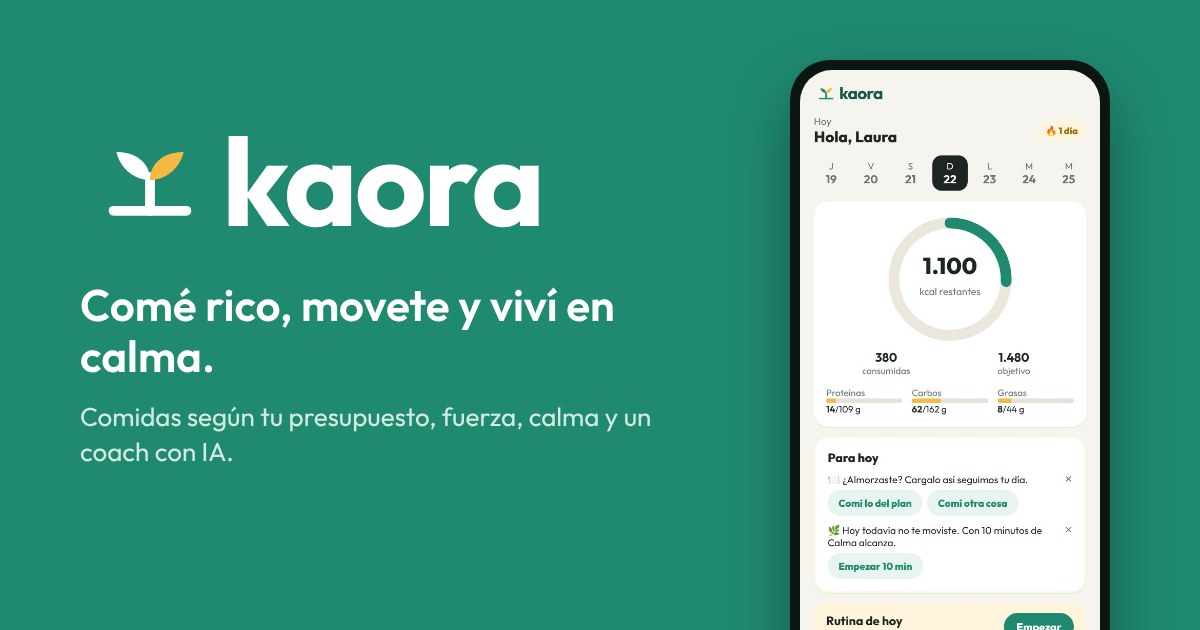 kaora
Comé rico, movete y viví en
calma.
Comidas según tu presupuesto, fuerza, calma y un
coach con IA.
kaora
Hoy
Hola, Laura
🔥 1 día
J V S D L M M
19 20 21 22 23 24 25
1.100
kcal restantes
380 1.480
consumidas objetivo
Proteínas Carbos Grasas
14/109 g 62/162 g 8/44 g
Para hoy
🍽️ ¿Almorzaste? Cargalo así seguimos tu día. ×
Comí lo del plan Comí otra cosa
🌿 Hoy todavía no te moviste. Con 10 minutos de ×
Calma alcanza.
Empezar 10 min
Rutina de hoy Empezar